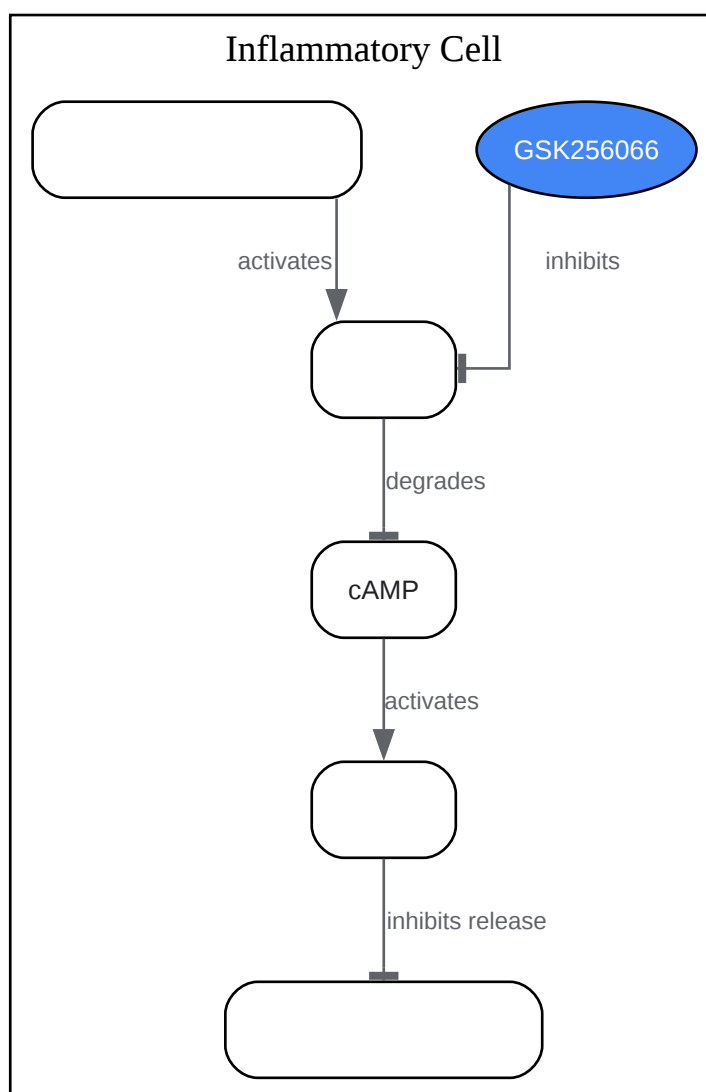 Inflammatory Cell
GSK256066
activates
inhibits
degrades
cAMP
activates
inhibits release